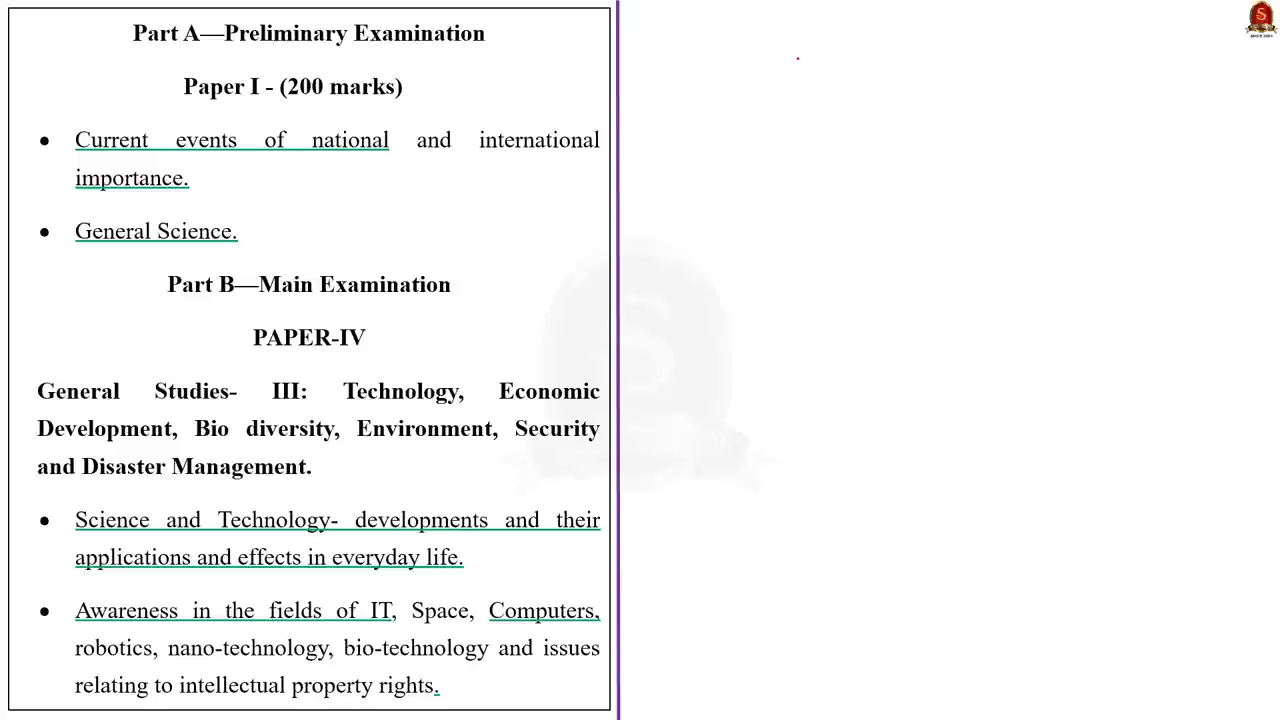 Part A—Preliminary Examination
Paper I - (200 marks)
● Current events of national and international
importance.
● General Science.
Part B—Main Examination
PAPER-IV
General Studies- III: Technology, Economic
Development, Bio diversity, Environment, Security
and Disaster Management.
● Science and Technology- developments and their
applications and effects in everyday life.
● Awareness in the fields of IT, Space, Computers,
robotics, nano-technology, bio-technology and issues
relating to intellectual property rights.
S